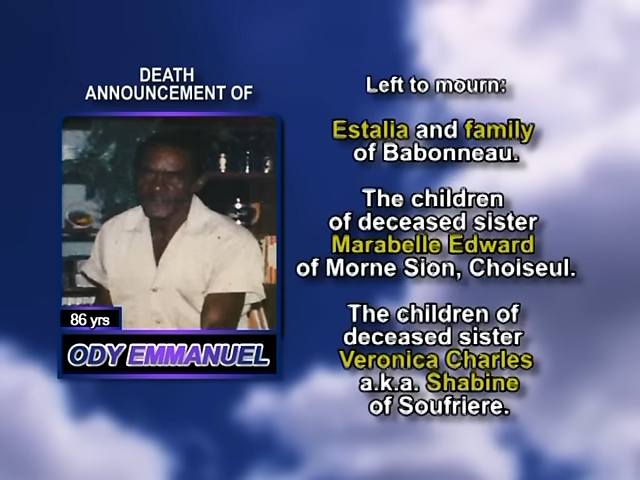 DEATH
ANNOUNCEMENT OF
86 yrs
ODY EMMANUEL
Left to mourn:
Estalia and family
of Babonneau.
The children
of deceased sister
Marabelle Edward
of Morne Sion, Choiseul.
The children of
deceased sister
Veronica Charles
a.k.a. Shabine
of Soufriere.